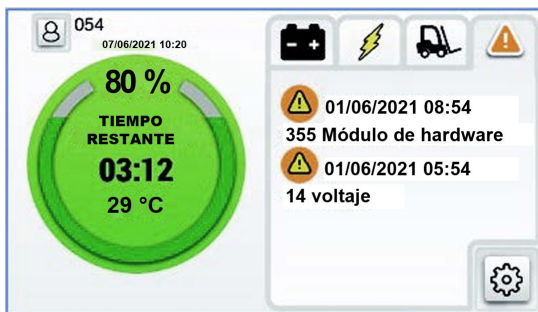 054
07/06/2021 10:20
80 %
TIEMPO
RESTANTE
03:12
29 °C
01/06/2021 08:54
355 Módulo de hardware
01/06/2021 05:54
14 voltaje